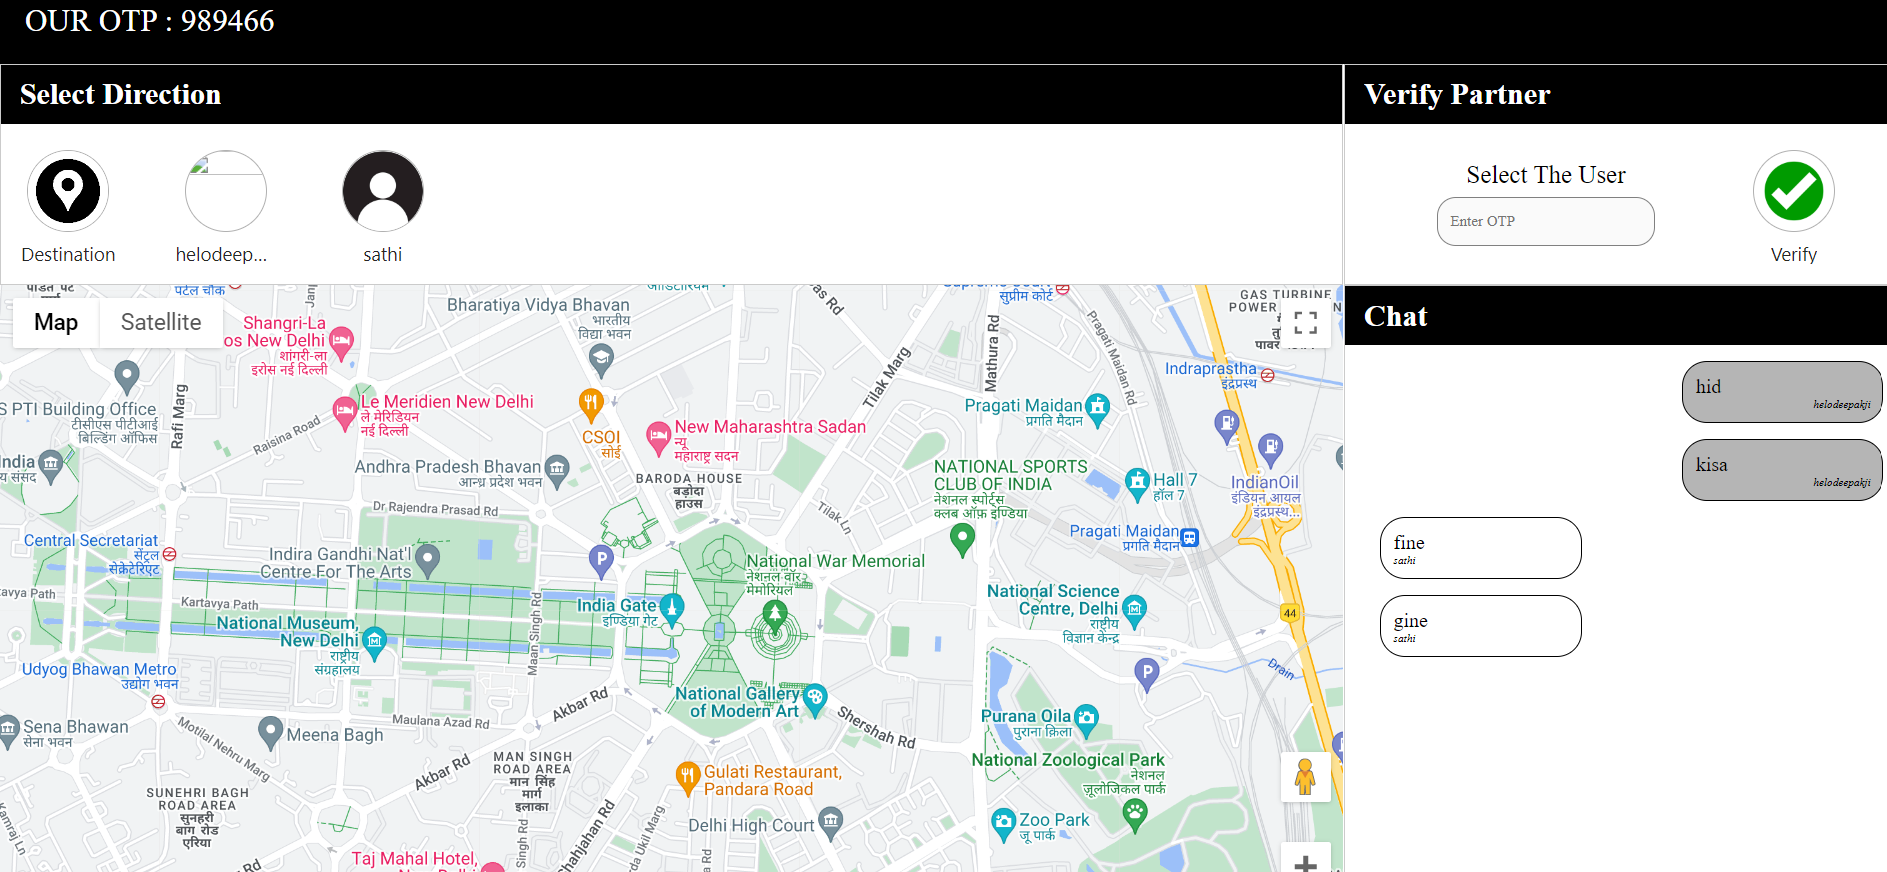 OUR OTP : 989466
Select Direction
Verify Partner
Destination
helodeep...
sathi
Select The User
Enter OTP
Verify
Chat
hid
helodeepakji
kisa
helodeepakji
fine
sathi
gine
sathi
Map
Satellite
पटेल चौक
Bharatiya Vidya Bhavan
भारतीय
विद्या भवन
सुप्रीम कोर्ट
GAS TURBINE
Shangri-La
os New Delhi
शांगरी-ला
इरोस नई दिल्ली
Mathura Rd
Pragati Maidan Rd
Tilak Marg
Indraprastha
इंद्रप्रस्थ
S PTI Building Office
टीसीएस पीटीआई
बिल्डिंग ऑफिस
Rafi Marg
Raisina Road
Le Meridien New Delhi
ले मेरिडियन
नई दिल्ली
CSOI
सोई
New Maharashtra Sadan
न्यू
महाराष्ट्र सदन
Pragati Maidan
प्रगति मैदान
Andhra Pradesh Bhavan
आन्ध्र प्रदेश भवन
BARODA HOUSE
बड़ोदा
हाउस
NATIONAL SPORTS
CLUB OF INDIA
नेशनल स्पोर्ट्स
क्लब ऑफ़ इण्डिया
Hall 7
हॉल 7
IndianOil
इंडियन आयल
इंद्रप्रस्थ...
Dr Rajendra Prasad Rd
Tilak Ln
Pragati Maidan
प्रगति मैदान
Central Secretariat
सेंट्रल
सेक्रेटेरिएट
Indira Gandhi Nat'l
Centre For The Arts
National War Memorial
नेशनल वॉर
मेमोरियल
Kartavya Path
Maan Singh Rd
India Gate
इण्डिया गेट
National Science
Centre, Delhi
राष्ट्रीय
विज्ञान केन्द्र
44
National Museum,
New Delhi
राष्ट्रीय
संग्रहालय
Udyog Bhawan Metro
उद्योग भवन
Drain
National Gallery
of Modern Art
Akbar Rd
Maulana Azad Rd
Shershah Rd
Purana Qila
पुराना क़िला
Sena Bhawan
सेना भवन
Motilal Nehru Marg
Meena Bagh
Akbar Rd
MAN SINGH
ROAD AREA
मान सिंह
मार्ग
इलाका
National Zoological Park
नेशनल
जूलोजिकल पार्क
Gulati Restaurant,
Pandara Road
SUNEHRI BAGH
ROAD AREA
सुनहरी
बाग रोड
एरिया
Shahjahan Rd
Delhi High Court
Zoo Park
जू पार्क
Taj Mahal Hotel,